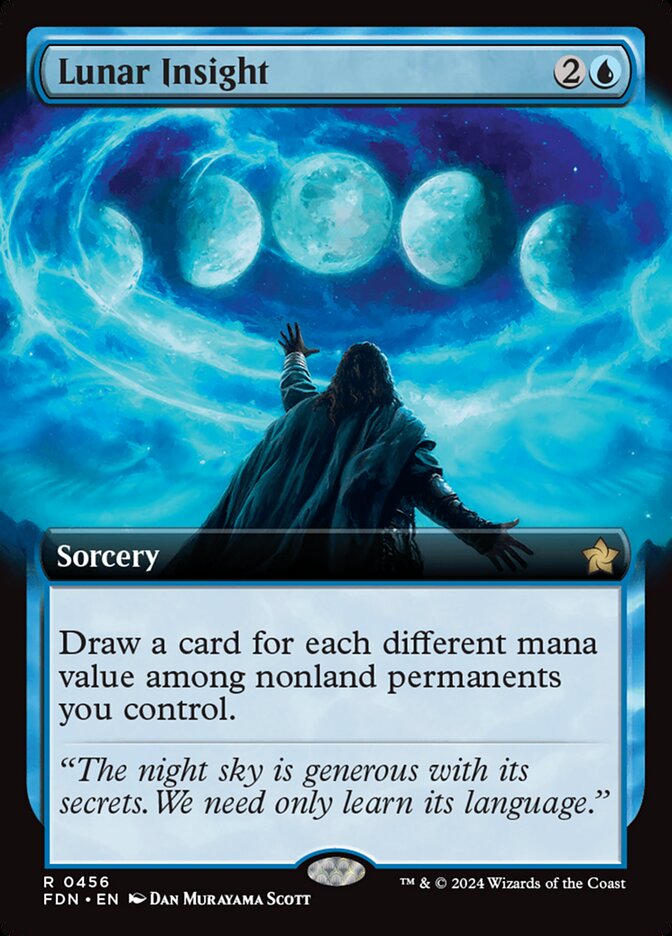 Lunar Insight 2
Sorcery
Draw a card for each different mana
value among nonland permanents
you control.
“The night sky is generous with its
secrets. We need only learn its language.”
R 0456
FDN • EN Dan Murayama Scott
™ & © 2024 Wizards of the Coast